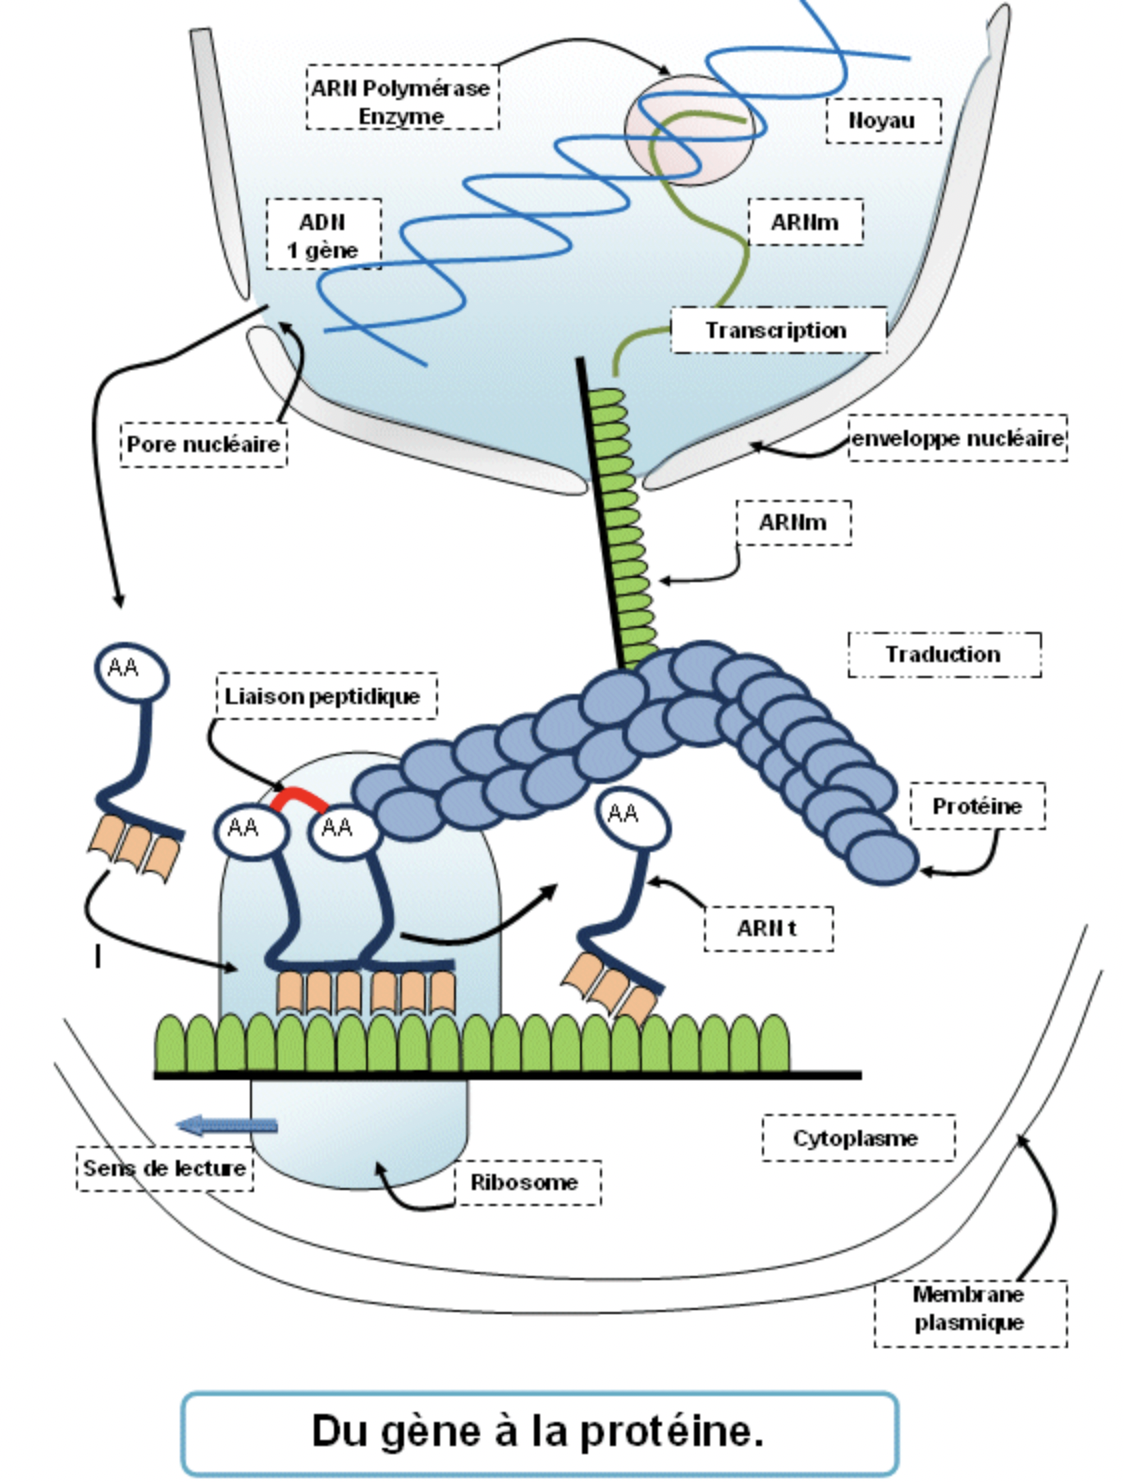 ARN Polymérase
Enzyme
Noyau
ADN
1 gène
ARNm
Transcription
Pore nucléaire
enveloppe nucléaire
ARNm
Traduction
AA
Liaison peptidique
Protéine
AA
AA
AA
ARN t
I
Cytoplasme
Sens de lecture
Ribosome
Membrane
plasmique
Du gène à la protéine.